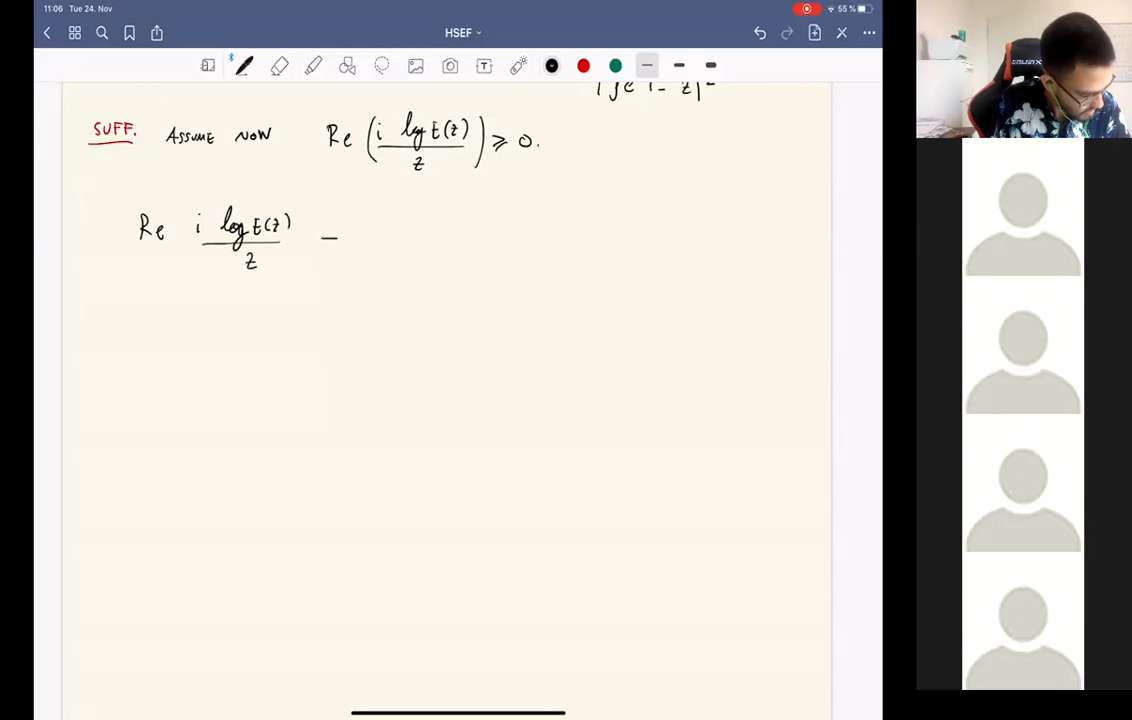 11:06 Tue 24. Nov
55 %
HSEF
SUFF. ASSUME NOW Re ( i log E(z) / z ) ⩾ 0.
Re i log E(z) / z —